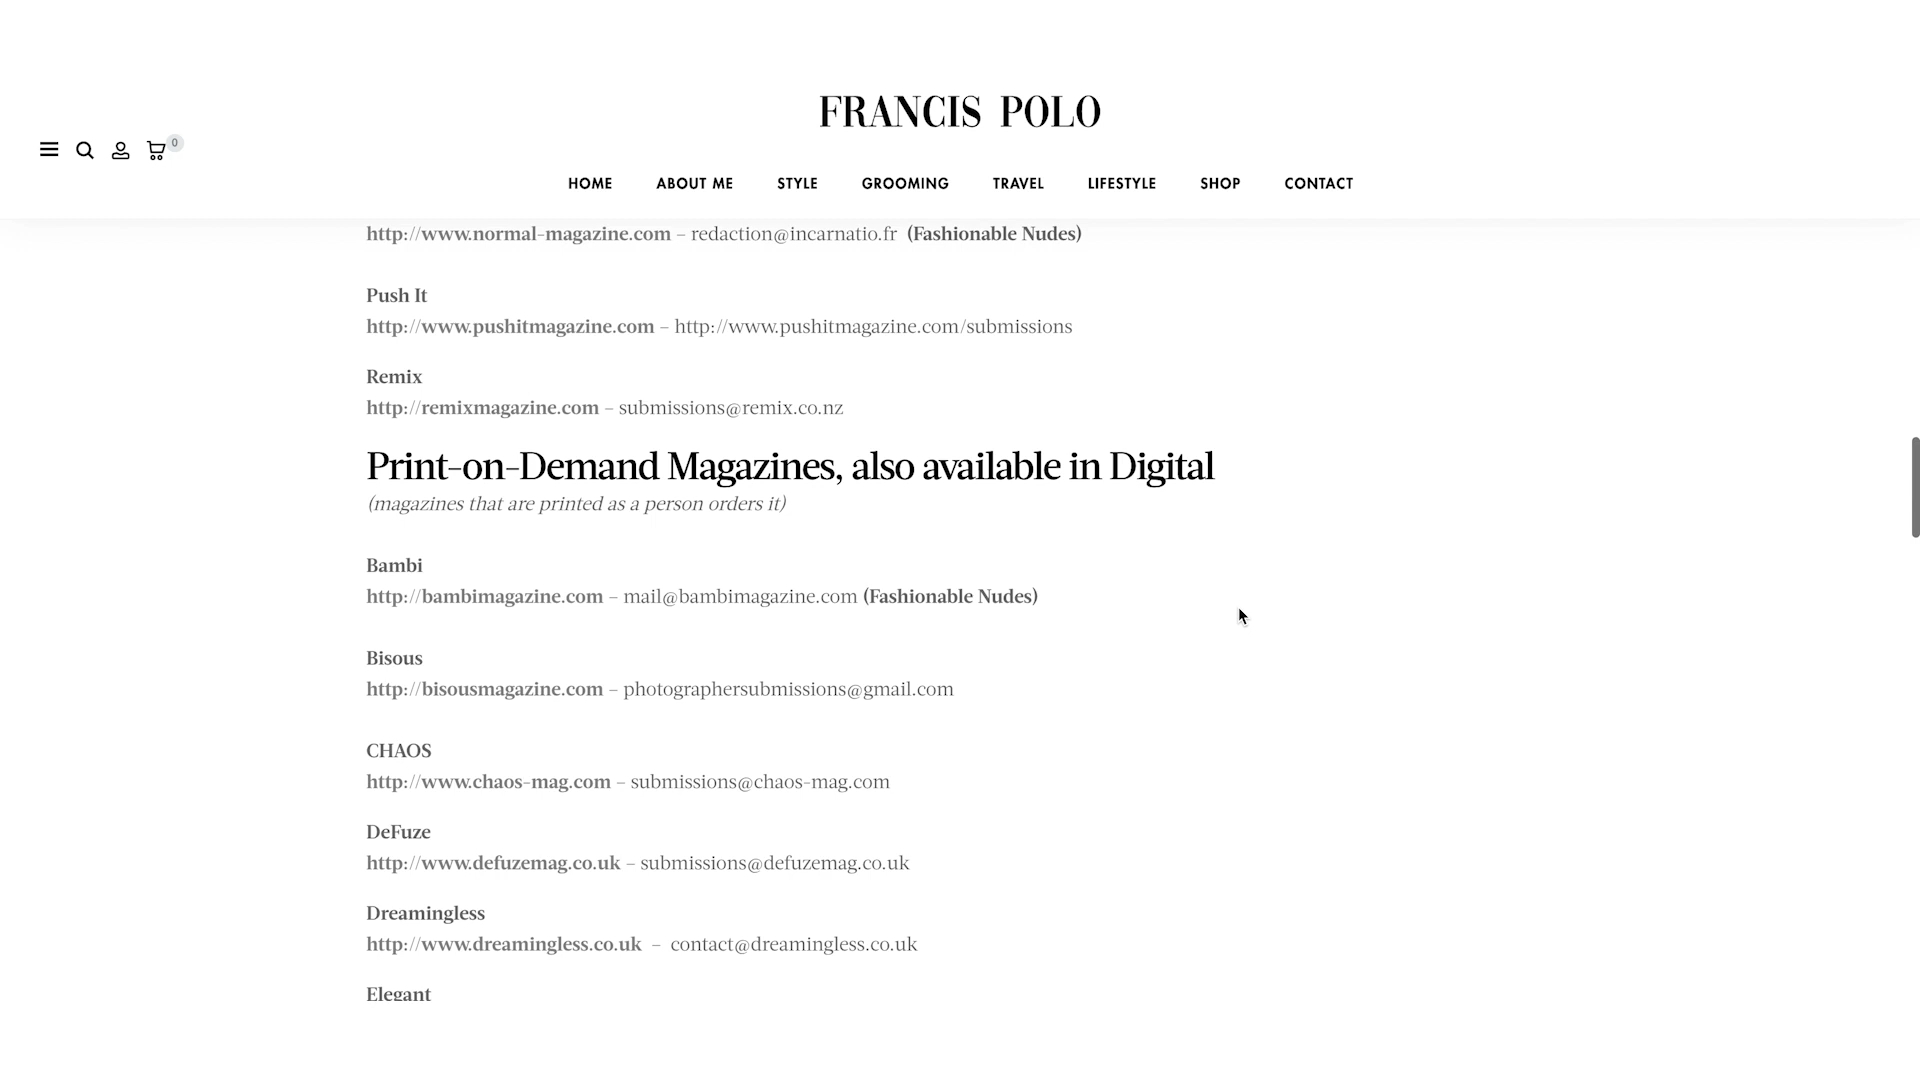 FRANCIS POLO
0
HOME ABOUT ME STYLE GROOMING TRAVEL LIFESTYLE SHOP CONTACT
http://www.normal-magazine.com – redaction@incarnatio.fr (Fashionable Nudes)
Push It
http://www.pushitmagazine.com – http://www.pushitmagazine.com/submissions
Remix
http://remixmagazine.com – submissions@remix.co.nz
Print-on-Demand Magazines, also available in Digital
(magazines that are printed as a person orders it)
Bambi
http://bambimagazine.com – mail@bambimagazine.com (Fashionable Nudes)
Bisous
http://bisousmagazine.com – photographersubmissions@gmail.com
CHAOS
http://www.chaos-mag.com – submissions@chaos-mag.com
DeFuze
http://www.defuzemag.co.uk – submissions@defuzemag.co.uk
Dreamingless
http://www.dreamingless.co.uk – contact@dreamingless.co.uk
Elegant